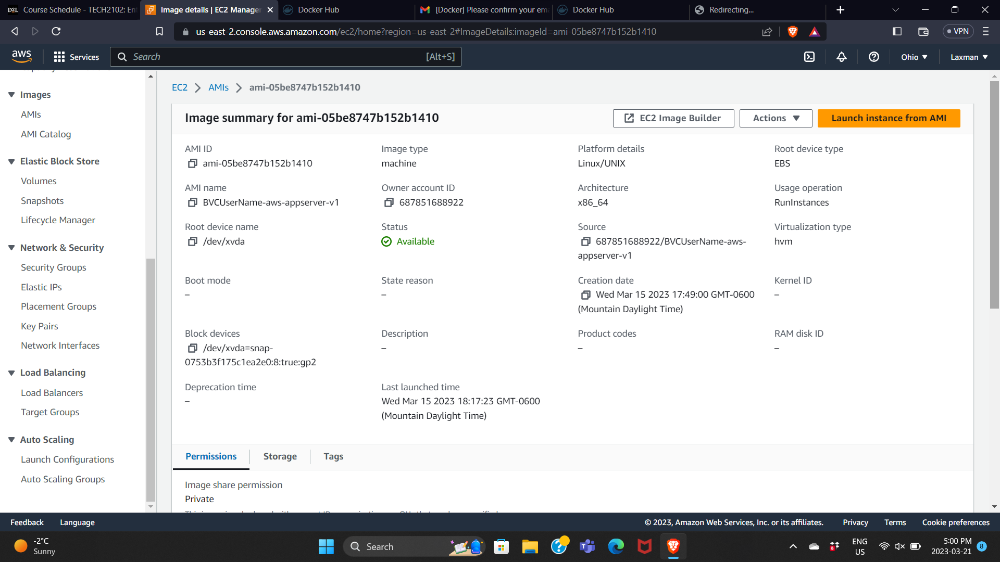 D2L Course Schedule - TECH2102: En
Image details | EC2 Manager
Docker Hub
[Docker] Please confirm your ema
Docker Hub
Redirecting...
us-east-2.console.aws.amazon.com/ec2/home?region=us-east-2#ImageDetails:imageId=ami-05be8747b152b1410
VPN
aws
Services
Search
[Alt+S]
Ohio
Laxman
Images
AMIs
AMI Catalog
Elastic Block Store
Volumes
Snapshots
Lifecycle Manager
Network & Security
Security Groups
Elastic IPs
Placement Groups
Key Pairs
Network Interfaces
Load Balancing
Load Balancers
Target Groups
Auto Scaling
Launch Configurations
Auto Scaling Groups
EC2 > AMIs > ami-05be8747b152b1410
Image summary for ami-05be8747b152b1410
EC2 Image Builder
Actions
Launch instance from AMI
AMI ID
ami-05be8747b152b1410
Image type
machine
Platform details
Linux/UNIX
Root device type
EBS
AMI name
BVCUserName-aws-appserver-v1
Owner account ID
687851688922
Architecture
x86_64
Usage operation
RunInstances
Root device name
/dev/xvda
Status
Available
Source
687851688922/BVCUserName-aws-
appserver-v1
Virtualization type
hvm
Boot mode
–
State reason
–
Creation date
Wed Mar 15 2023 17:49:00 GMT-0600
(Mountain Daylight Time)
Kernel ID
–
Block devices
/dev/xvda=snap-
0753b3f175c1ea2e0:8:true:gp2
Description
–
Product codes
–
RAM disk ID
–
Deprecation time
–
Last launched time
Wed Mar 15 2023 18:17:23 GMT-0600
(Mountain Daylight Time)
Permissions
Storage
Tags
Image share permission
Private
Feedback
Language
© 2023, Amazon Web Services, Inc. or its affiliates.
Privacy
Terms
Cookie preferences
-2°C
Sunny
Search
ENG
US
5:00 PM
2023-03-21
8